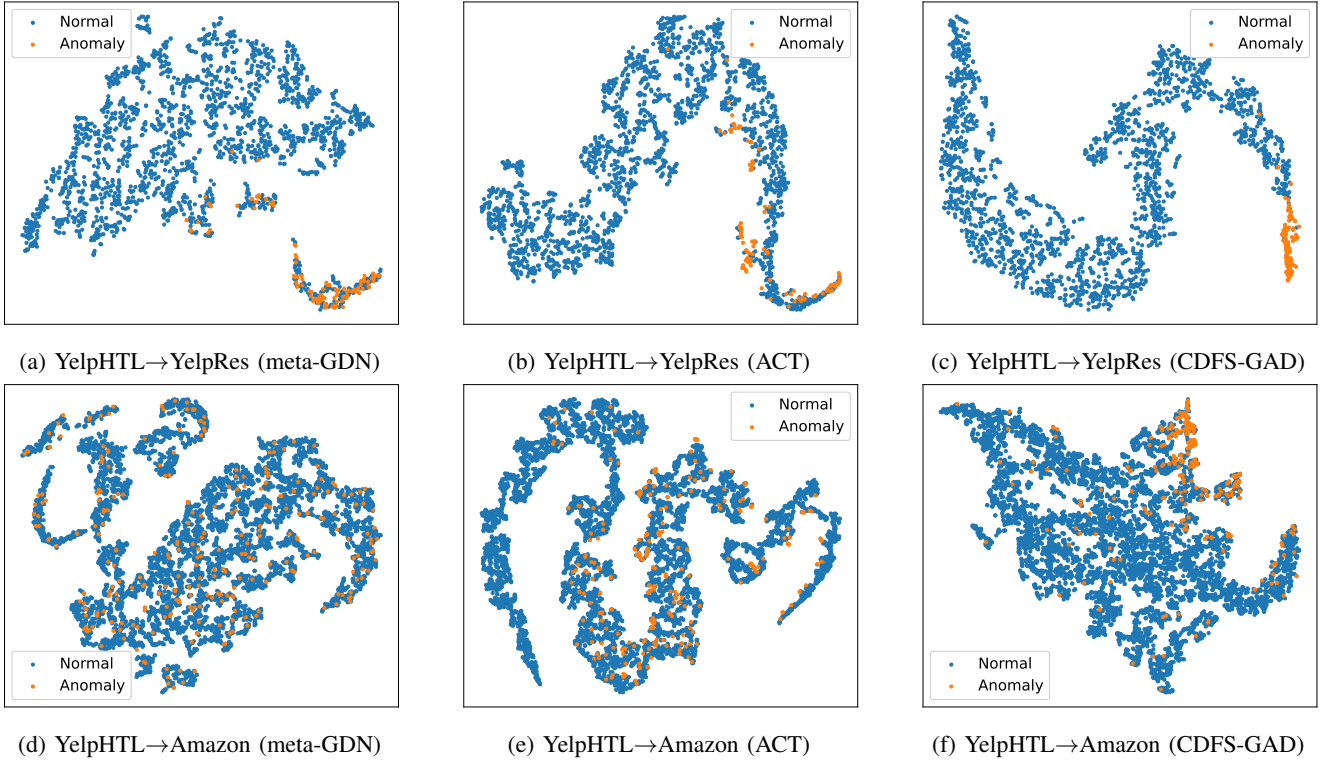 Normal
Anomaly
Normal
Anomaly
Normal
Anomaly
(a) YelpHTL→YelpRes (meta-GDN)
(b) YelpHTL→YelpRes (ACT)
(c) YelpHTL→YelpRes (CDFS-GAD)
Normal
Anomaly
Normal
Anomaly
Normal
Anomaly
(d) YelpHTL→Amazon (meta-GDN)
(e) YelpHTL→Amazon (ACT)
(f) YelpHTL→Amazon (CDFS-GAD)